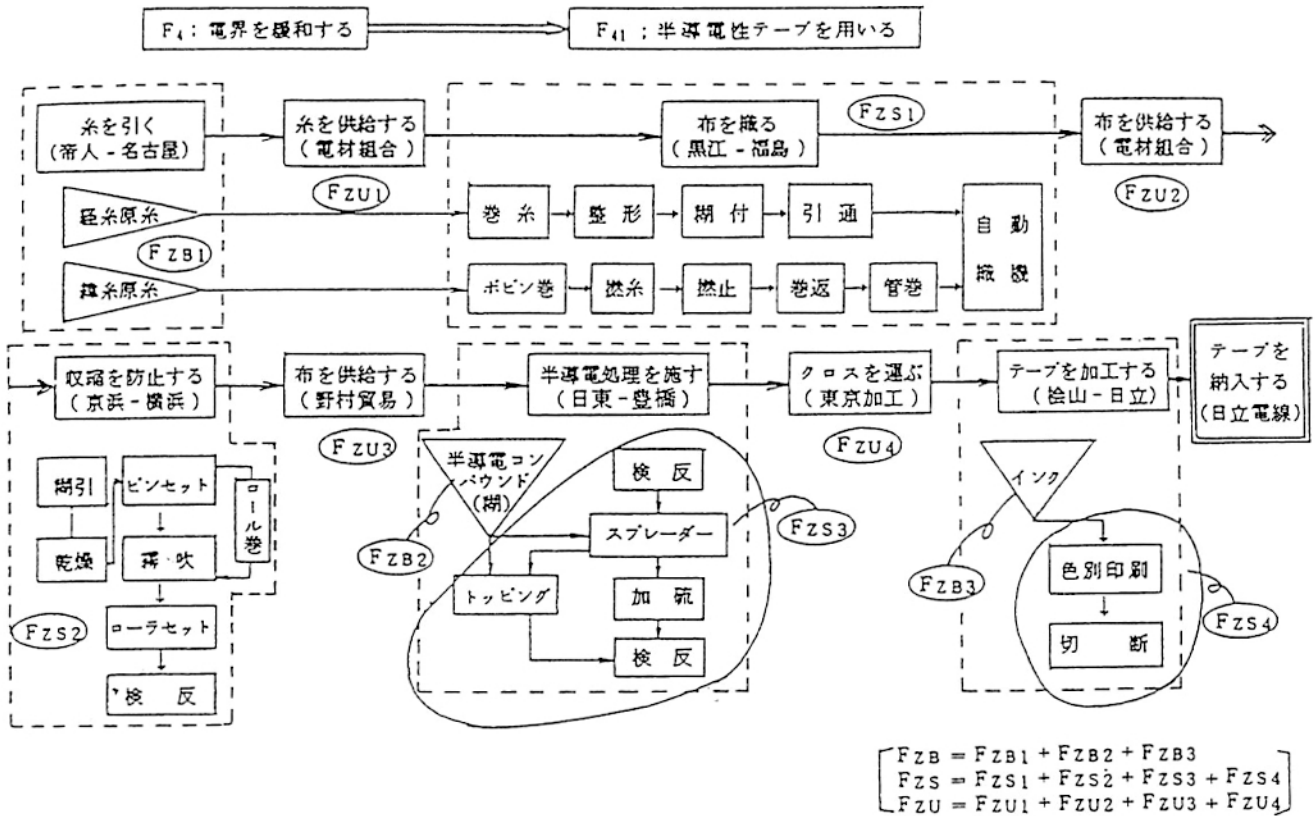 F4：電界を緩和する
F41：半導電性テープを用いる
糸を引く
(帝人－名古屋)
糸を供給する
(電材組合)
布を織る
(黒江－福島)
FZS1
布を供給する
(電材組合)
FZU1
FZU2
経糸原糸
FZB1
巻糸
整形
糊付
引通
自動
織機
緯糸原糸
ボビン巻
撚糸
撚止
巻返
管巻
収縮を防止する
(京浜－横浜)
布を供給する
(野村貿易)
半導電処理を施す
(日東－豊橋)
クロスを運ぶ
(東京加工)
テープを加工する
(桧山－日立)
テープを
納入する
(日立電線)
FZU3
FZU4
糊引
ピンセット
ロール巻
乾燥
霧・吹
ローラセット
検反
FZS2
半導電コン
パウンド
(糊)
FZB2
検反
スプレーダー
FZS3
トッピング
加硫
検反
インク
FZB3
色別印刷
切断
FZS4
FZB = FZB1 + FZB2 + FZB3
FZS = FZS1 + FZS2 + FZS3 + FZS4
FZU = FZU1 + FZU2 + FZU3 + FZU4